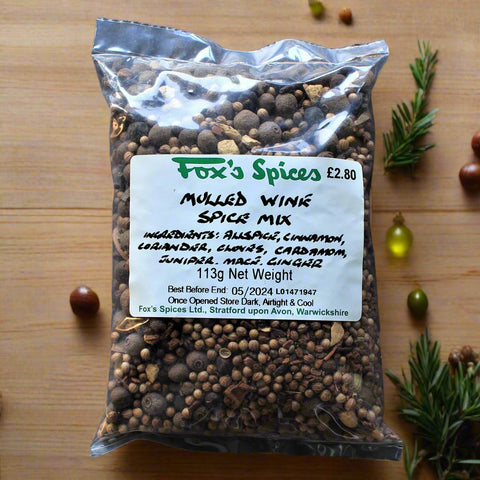 Fox's Spices £2.80
MULLED WINE
SPICE MIX
INGREDIENTS: ALLSPICE, CINNAMON,
CORIANDER, CLOVES, CARDAMOM,
JUNIPER. MACE. GINGER
113g Net Weight
Best Before End: 05/2024 L01471947
Once Opened Store Dark, Airtight & Cool
Fox's Spices Ltd., Stratford upon Avon, Warwickshire